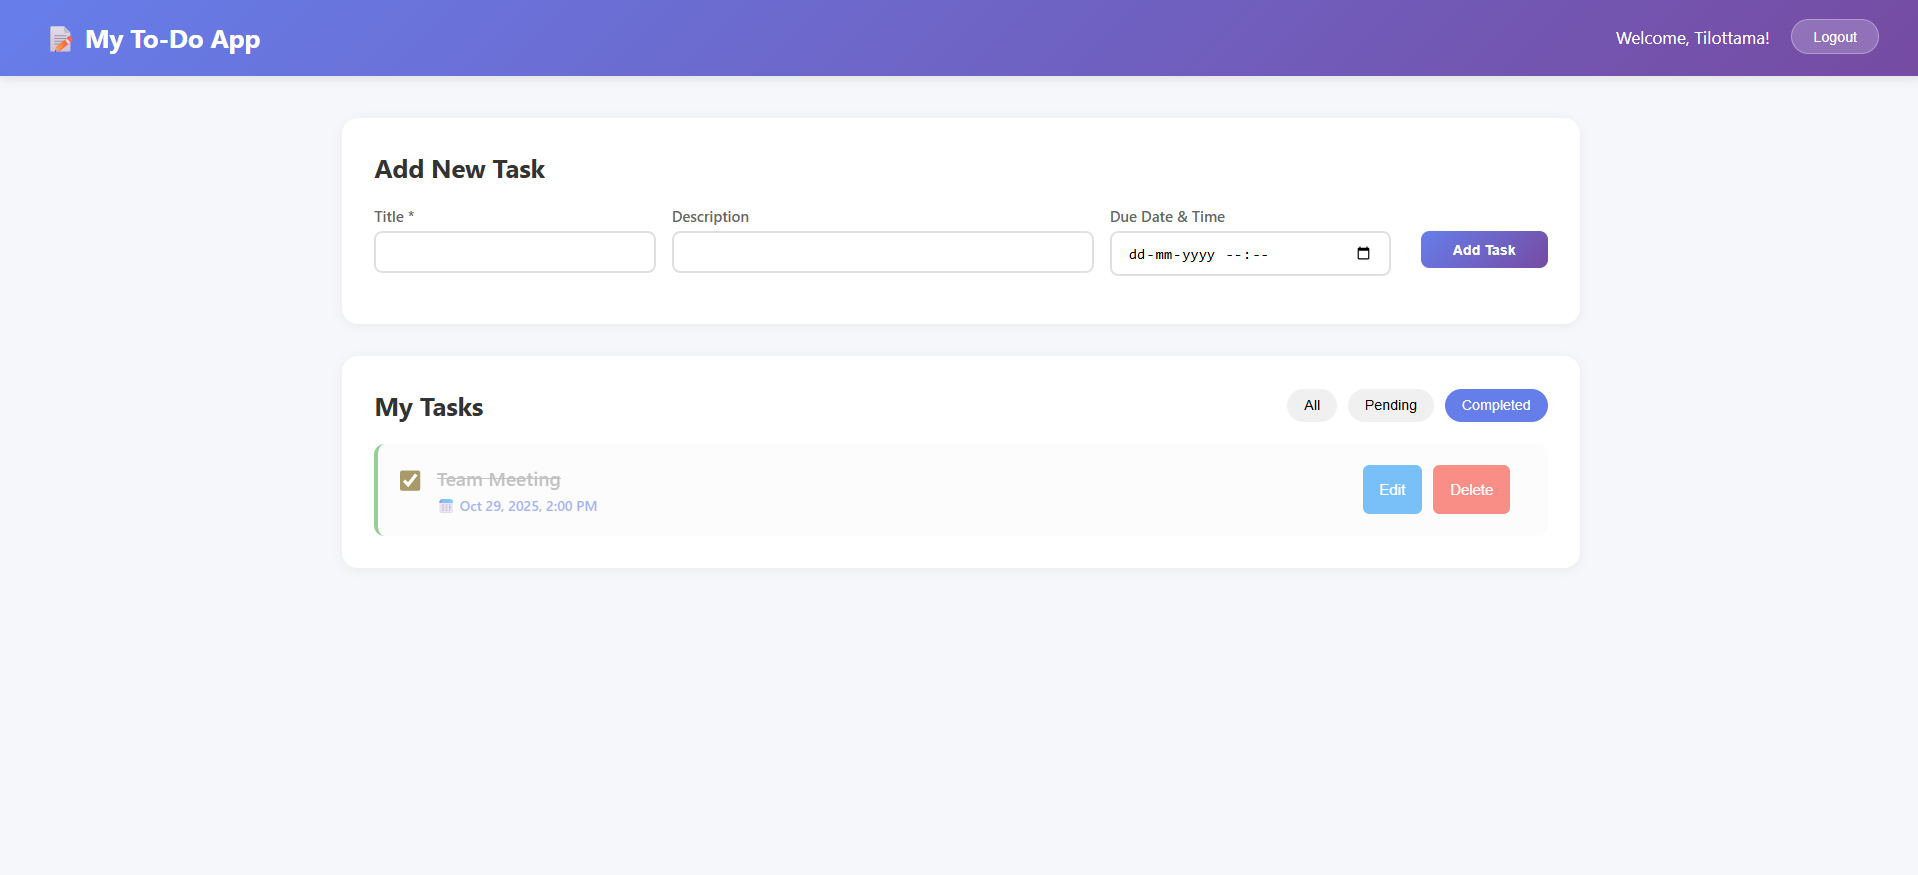 My To-Do App
Welcome, Tilottama!
Logout
Add New Task
Title *
Description
Due Date & Time
dd-mm-yyyy --:--
Add Task
My Tasks
All
Pending
Completed
Team Meeting
Oct 29, 2025, 2:00 PM
Edit
Delete